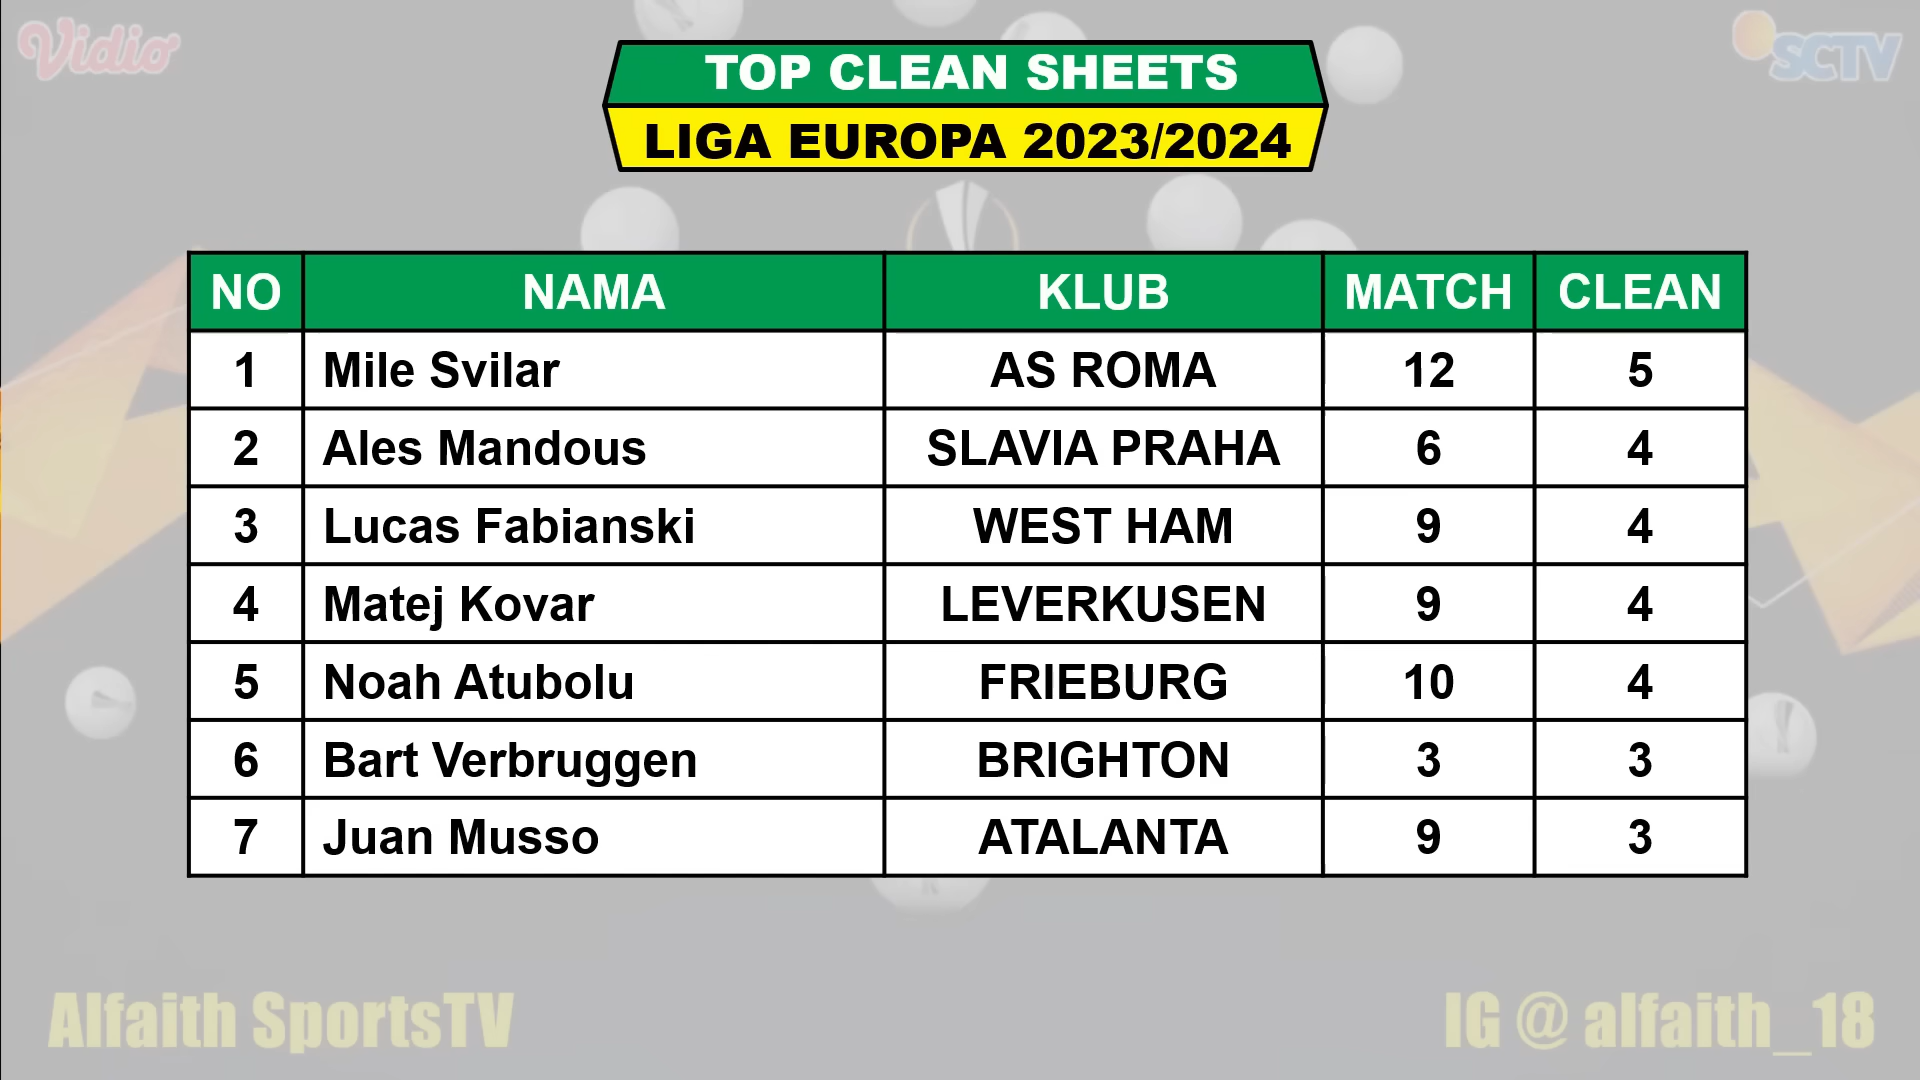 Vidio
SCTV
TOP CLEAN SHEETS
LIGA EUROPA 2023/2024
NO NAMA KLUB MATCH CLEAN
1 Mile Svilar AS ROMA 12 5
2 Ales Mandous SLAVIA PRAHA 6 4
3 Lucas Fabianski WEST HAM 9 4
4 Matej Kovar LEVERKUSEN 9 4
5 Noah Atubolu FRIEBURG 10 4
6 Bart Verbruggen BRIGHTON 3 3
7 Juan Musso ATALANTA 9 3
Alfaith SportsTV
IG @ alfaith_18